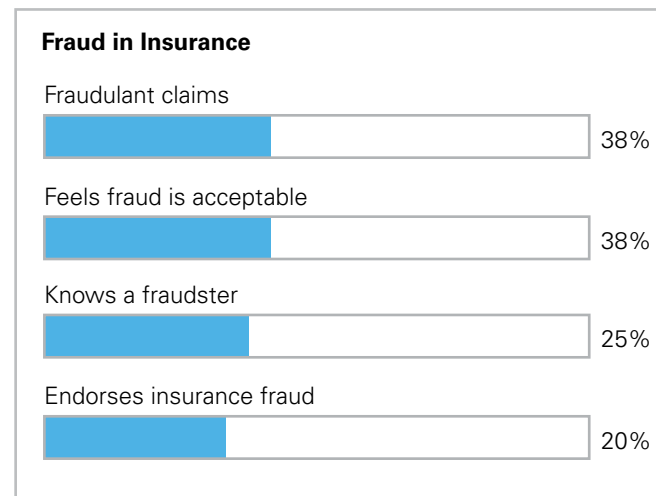 Fraud in Insurance
Fraudulant claims
38%
Feels fraud is acceptable
38%
Knows a fraudster
25%
Endorses insurance fraud
20%